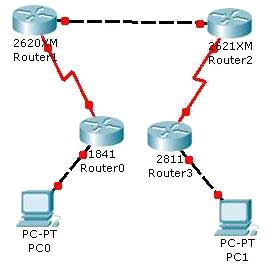 2620XM
Router1
2621XM
Router2
1841
Router0
2811
Router3
PC-PT
PC0
PC-PT
PC1